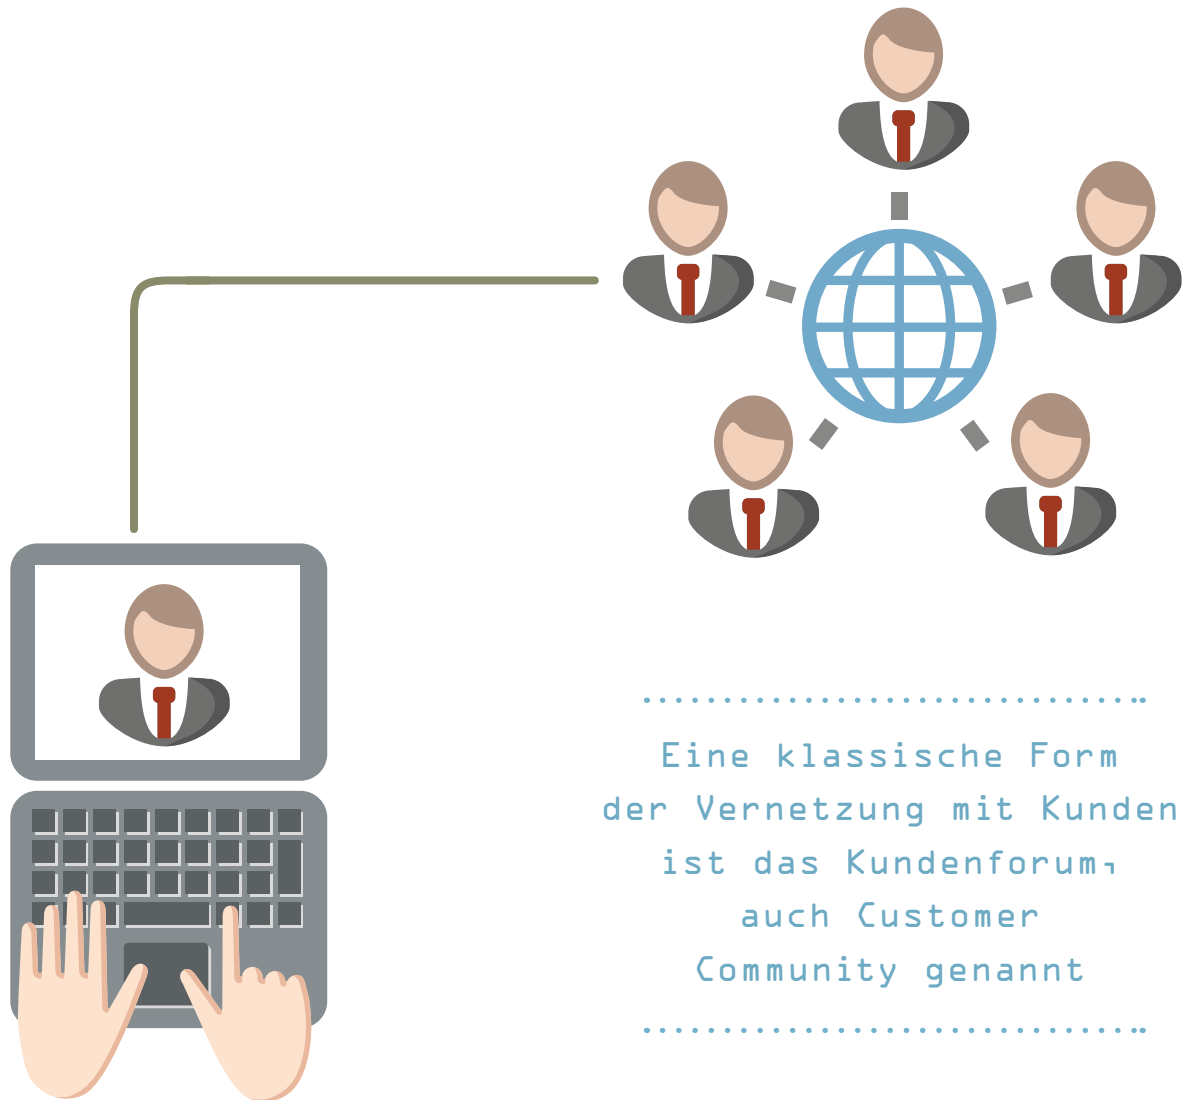 Eine klassische Form
der Vernetzung mit Kunden
ist das Kundenforum,
auch Customer
Community genannt